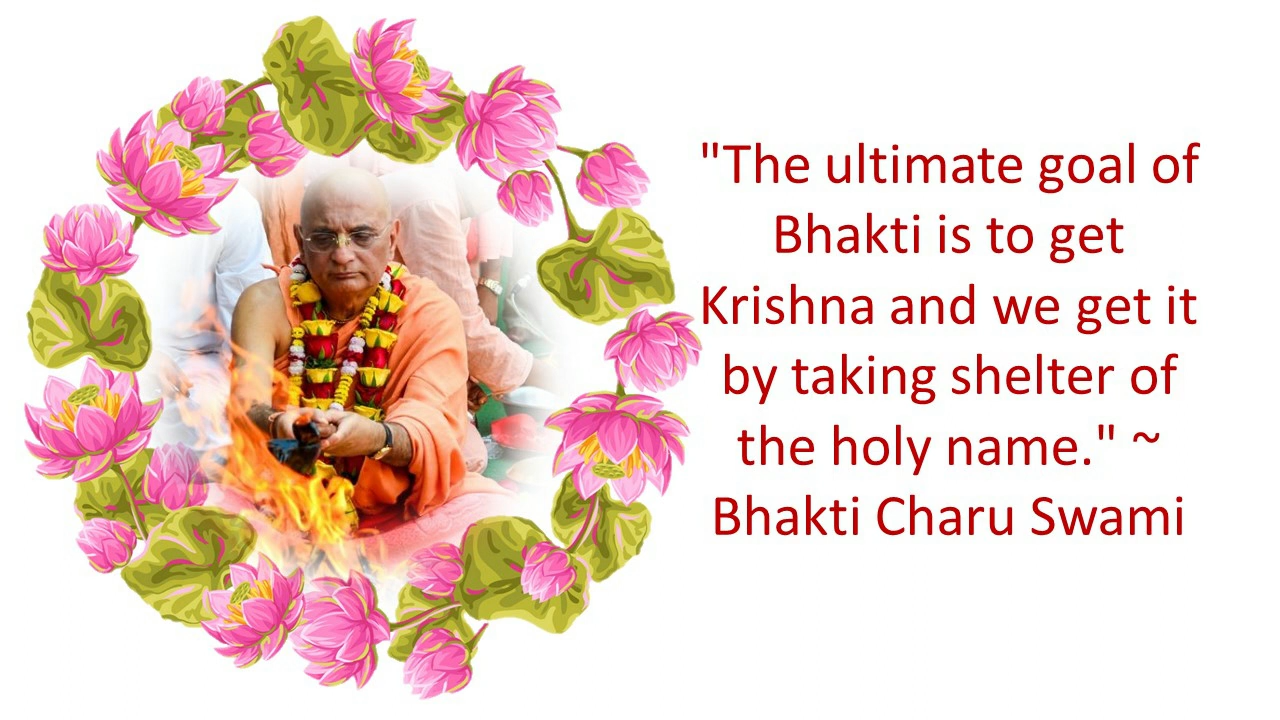 "The ultimate goal of
Bhakti is to get
Krishna and we get it
by taking shelter of
the holy name." ~
Bhakti Charu Swami